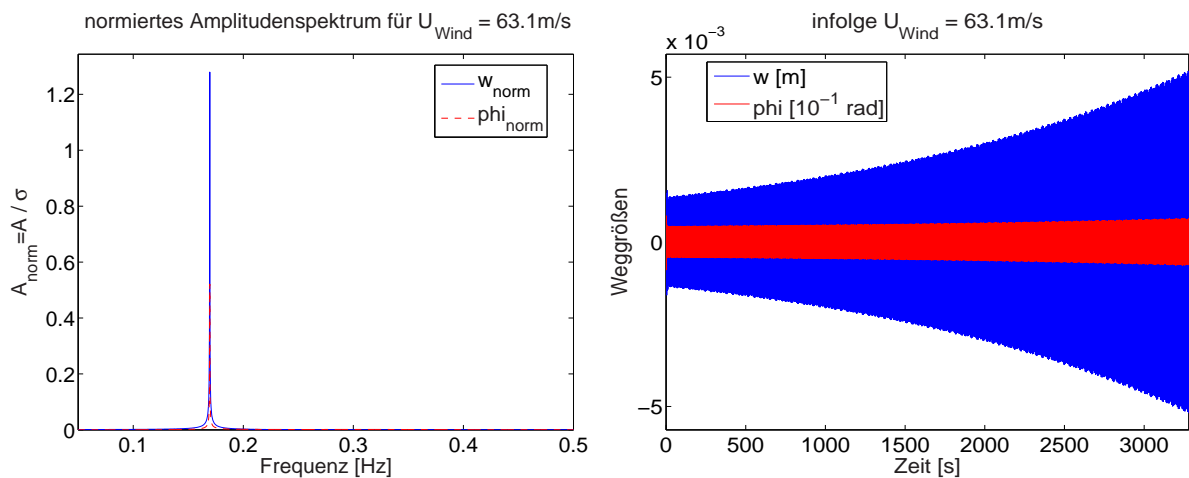 normiertes Amplitudenspektrum für U_Wind = 63.1m/s
1.2
1
0.8
0.6
0.4
0.2
0
A_norm=A / σ
w_norm
phi_norm
0.1 0.2 0.3 0.4 0.5
Frequenz [Hz]
infolge U_Wind = 63.1m/s
x 10^−3
5
0
−5
Weggrößen
w [m]
phi [10^−1 rad]
0 500 1000 1500 2000 2500 3000
Zeit [s]